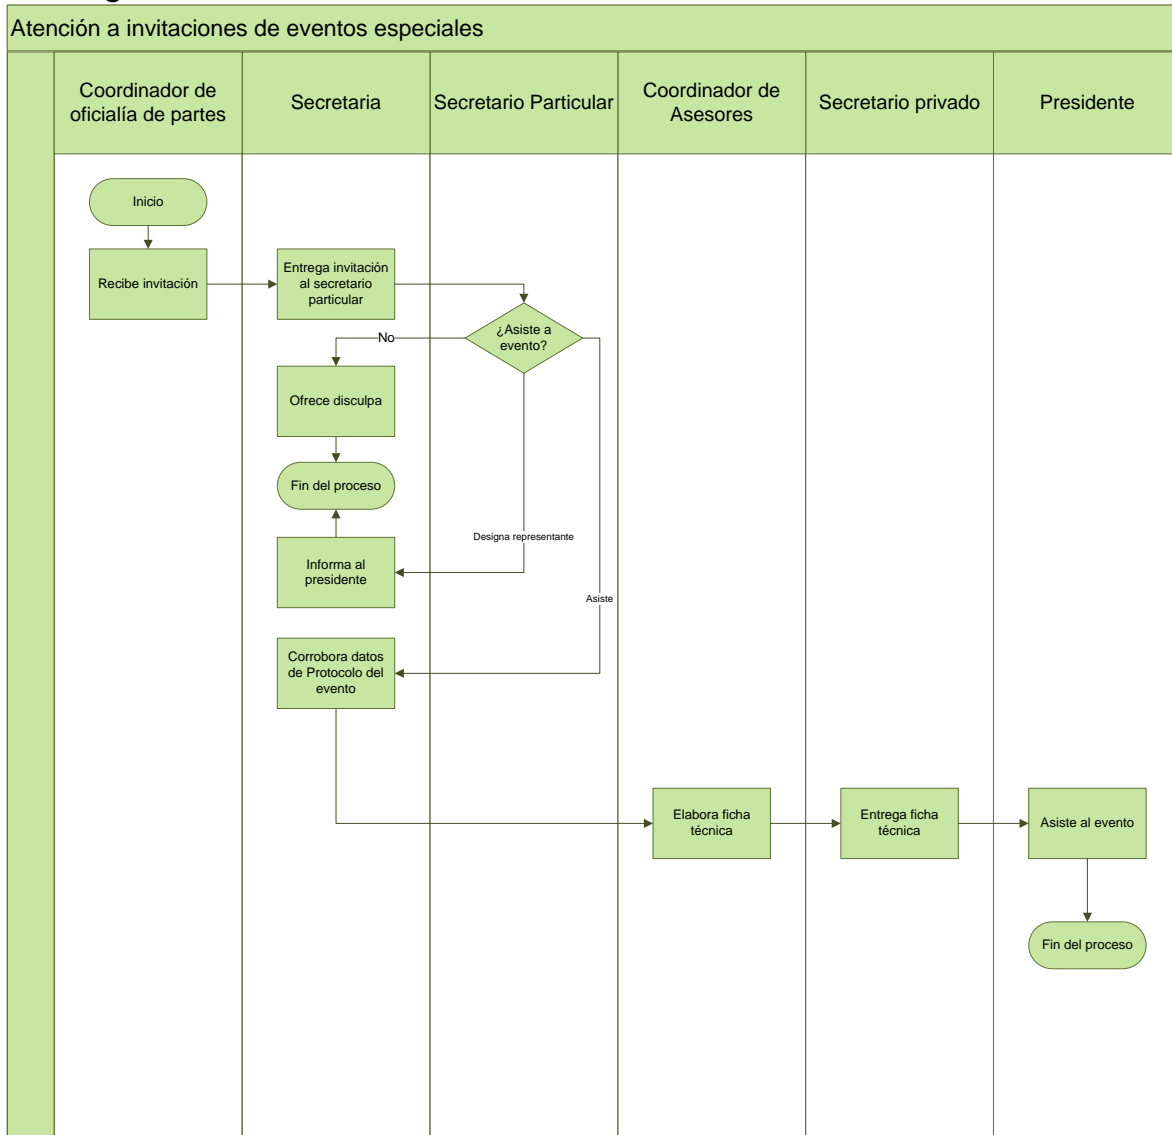 Atención a invitaciones de eventos especiales
Coordinador de
oficialía de partes
Secretaria
Secretario Particular
Coordinador de
Asesores
Secretario privado
Presidente
Inicio
Recibe invitación
Entrega invitación
al secretario
particular
¿Asiste a
evento?
No
Ofrece disculpa
Fin del proceso
Designa representante
Informa al
presidente
Asiste
Corrobora datos
de Protocolo del
evento
Elabora ficha
técnica
Entrega ficha
técnica
Asiste al evento
Fin del proceso